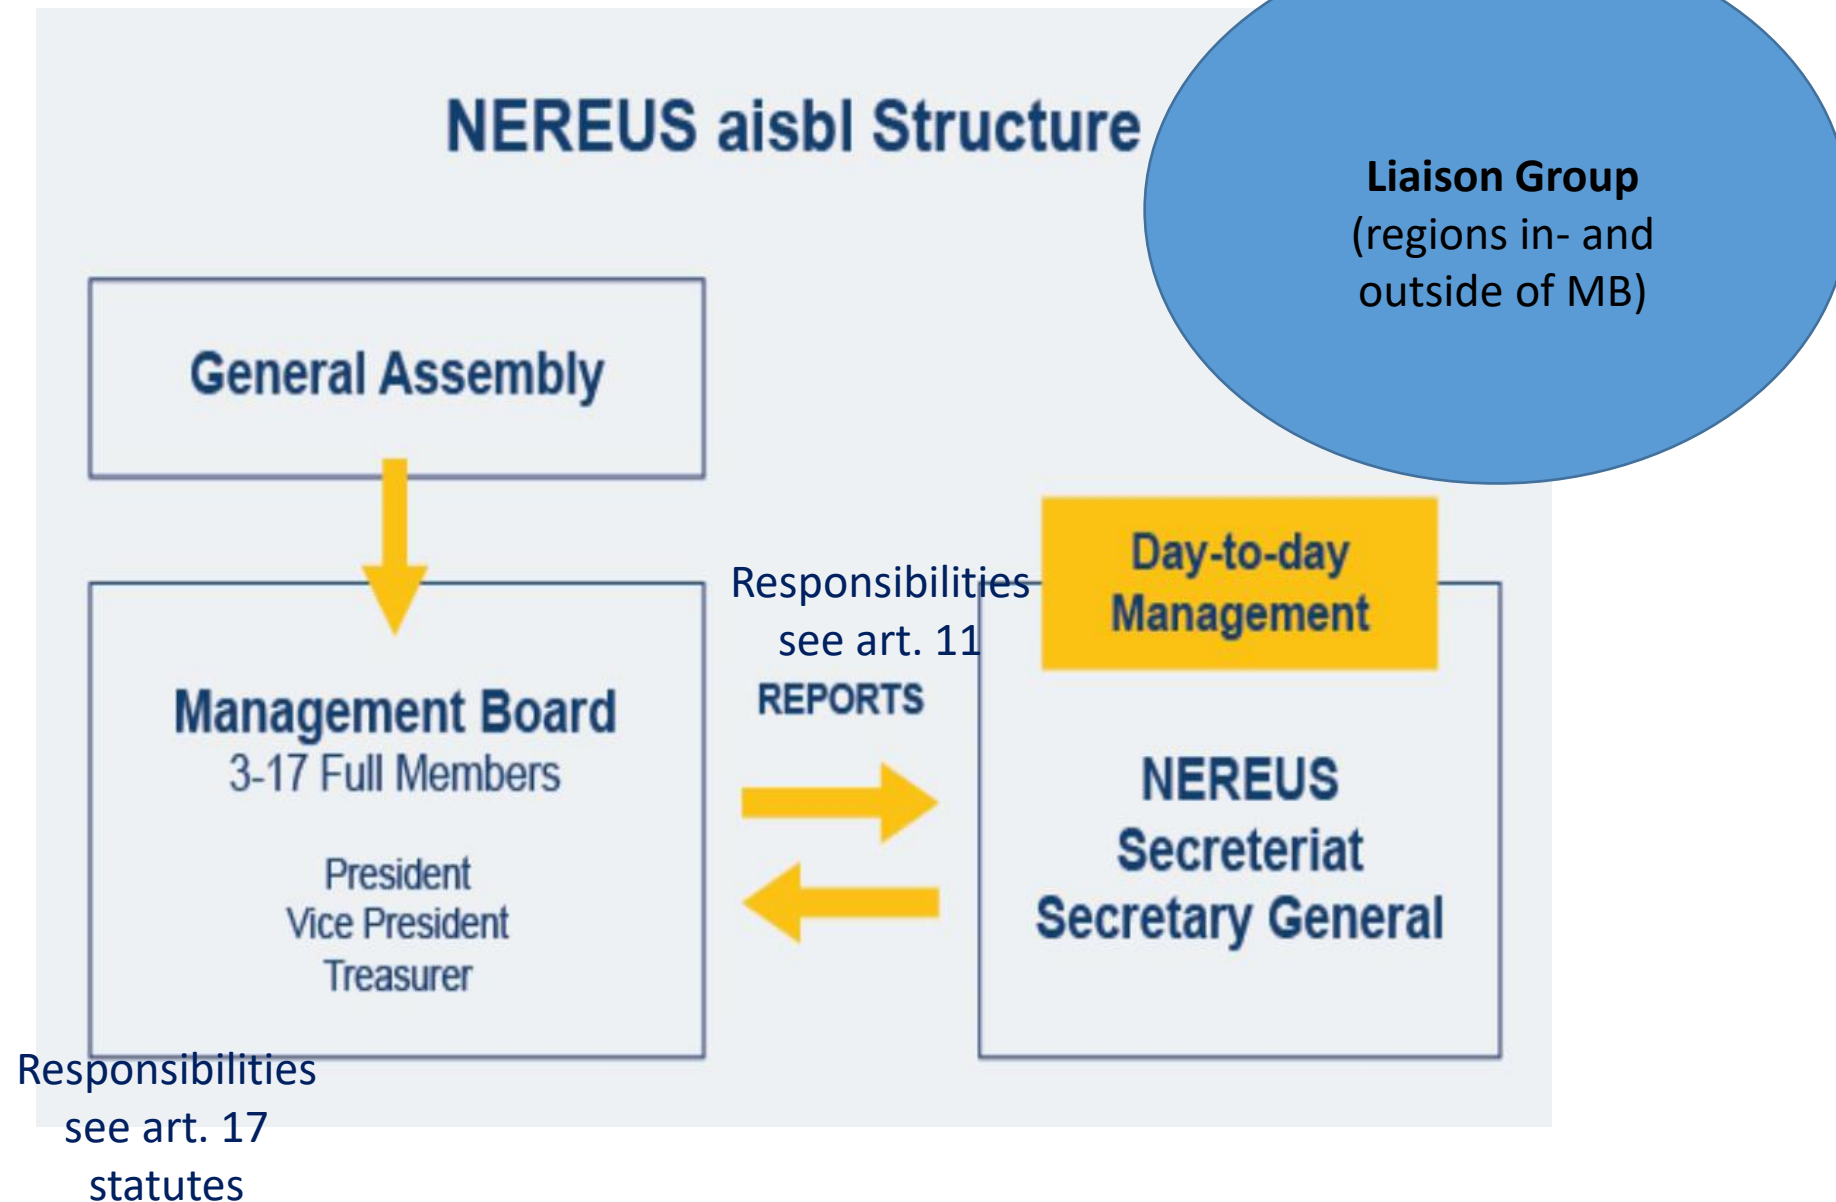 NEREUS aisbl Structure
Liaison Group
(regions in- and
outside of MB)
General Assembly
Management Board
3-17 Full Members
President
Vice President
Treasurer
Responsibilities
see art. 17
statutes
Responsibilities
see art. 11
REPORTS
Day-to-day
Management
NEREUS
Secreteriat
Secretary General